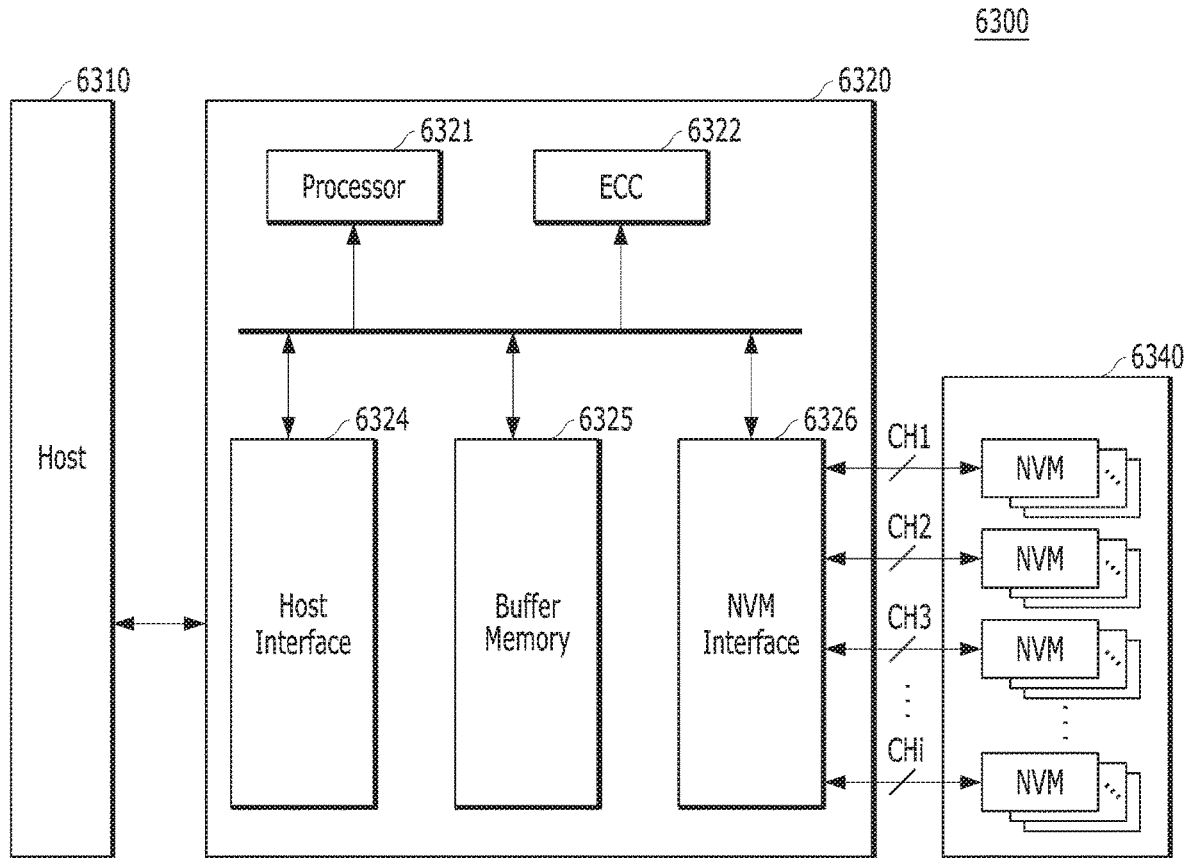 6300
6310
6320
6321
6322
Processor
ECC
6340
6324
6325
6326
CH1
Host
NVM
CH2
NVM
Host
Interface
Buffer
Memory
NVM
Interface
CH3
NVM
CHi
NVM